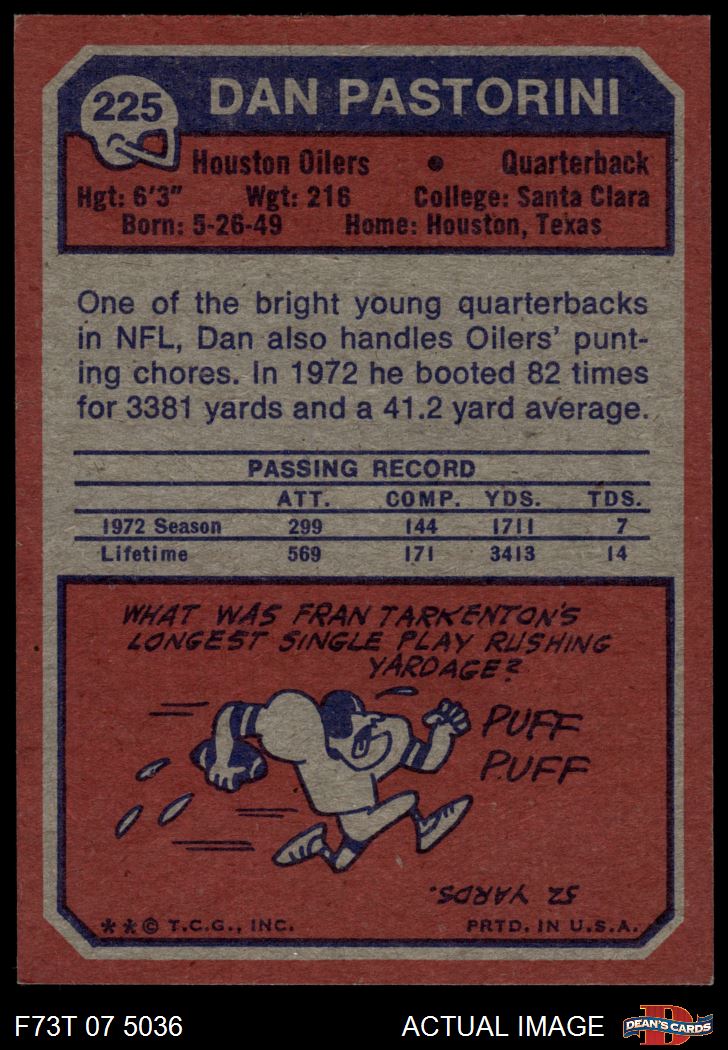 225
DAN PASTORINI
Houston Oilers • Quarterback
Hgt: 6'3" Wgt: 216 College: Santa Clara
Born: 5-26-49 Home: Houston, Texas
One of the bright young quarterbacks
in NFL, Dan also handles Oilers' punt-
ing chores. In 1972 he booted 82 times
for 3381 yards and a 41.2 yard average.
PASSING RECORD
ATT. COMP. YDS. TDS.
1972 Season 299 144 1711 7
Lifetime 569 171 3413 14
WHAT WAS FRAN TARKENTON'S
LONGEST SINGLE PLAY RUSHING
YARDAGE?
PUFF
PUFF
52 YARDS.
**© T.C.G., INC. PRTD. IN U.S.A.
F73T 07 5036 ACTUAL IMAGE
D
DEAN'S CARDS